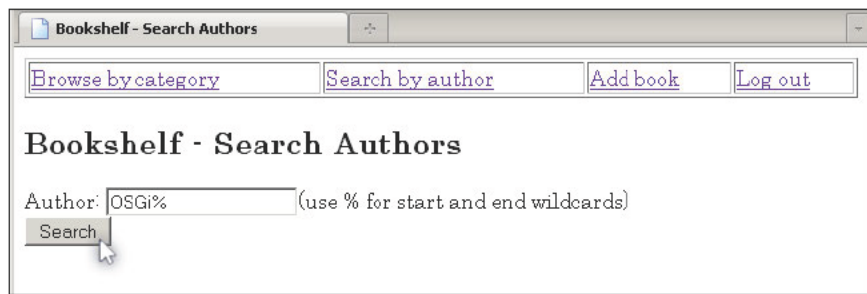 Bookshelf - Search Authors
Browse by category Search by author Add book Log out
Bookshelf - Search Authors
Author: OSGi% (use % for start and end wildcards)
Search